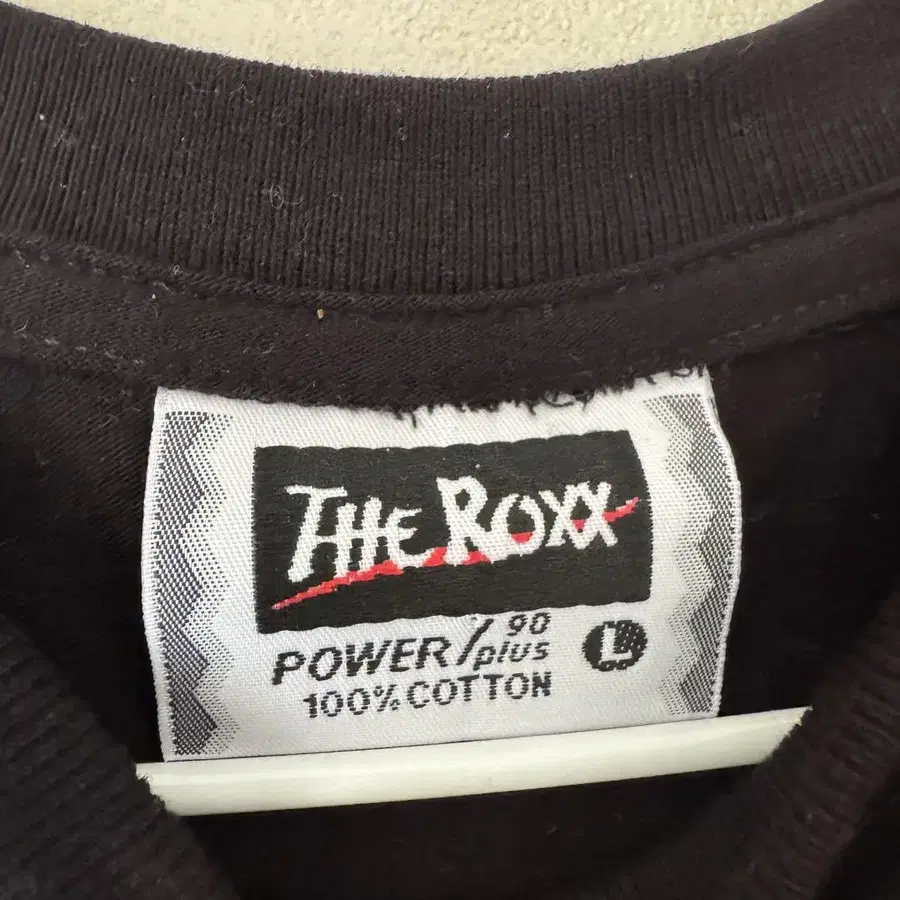 THE ROXX
POWER/ 90
plus
L
100% COTTON